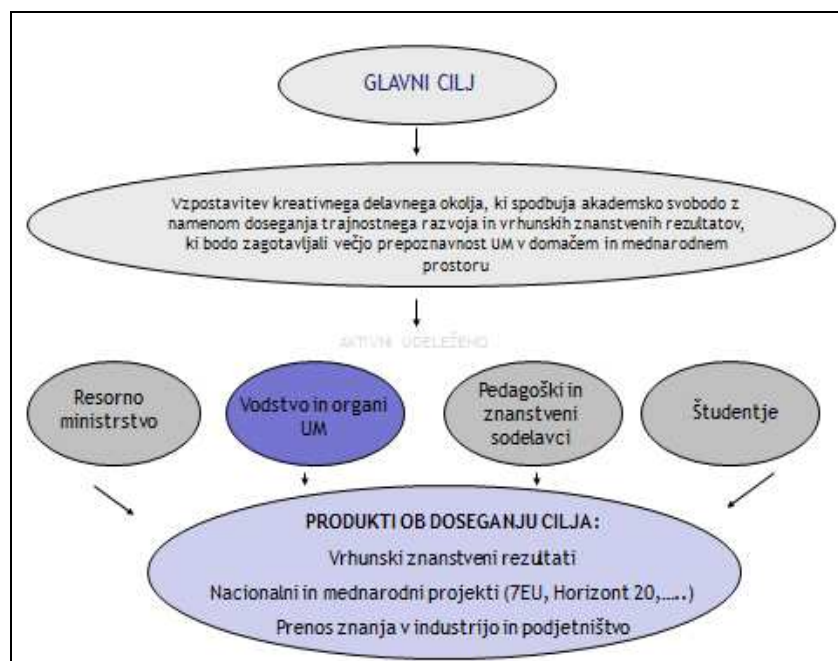 GLAVNI CILJ
Vzpostavitev kreativnega delavnega okolja, ki spodbuja akademsko svobodo z
namenom doseganja trajnostnega razvoja in vrhunskih znanstvenih rezultatov,
ki bodo zagotavljali večjo prepoznavnost UM v domačem in mednarodnem
prostoru
AKTIVNI UDELEŽENO
Resorno
ministrstvo
Vodstvo in organi
UM
Pedagoški in
znanstveni
sodelavci
Študentje
PRODUKTI OB DOSEGANJU CILJA:
Vrhunski znanstveni rezultati
Nacionalni in mednarodni projekti (7EU, Horizont 20,…..)
Prenos znanja v industrijo in podjetništvo